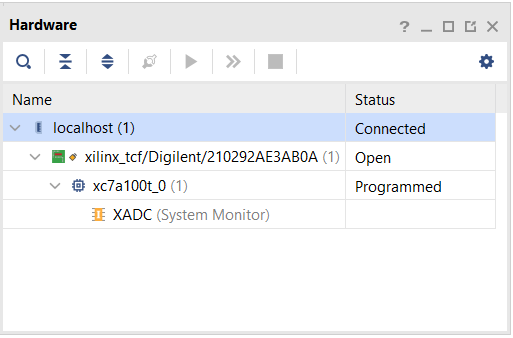 Hardware
Name Status
localhost (1) Connected
xilinx_tcf/Digilent/210292AE3AB0A (1) Open
xc7a100t_0 (1) Programmed
XADC (System Monitor)